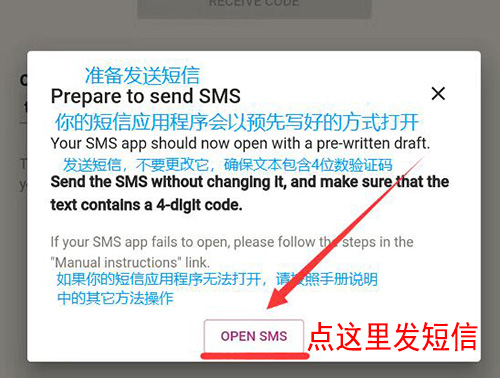 RECEIVE CODE
准备发送短信
Prepare to send SMS
你的短信应用程序会以预先写好的方式打开
Your SMS app should now open with a pre-written draft.
发送短信，不要更改它，确保文本包含4位数验证码
Send the SMS without changing it, and make sure that the
text contains a 4-digit code.
If your SMS app fails to open, please follow the steps in the
"Manual instructions" link.
如果你的短信应用程序无法打开，请按照手册说明
中的其它方法操作
OPEN SMS
点这里发短信